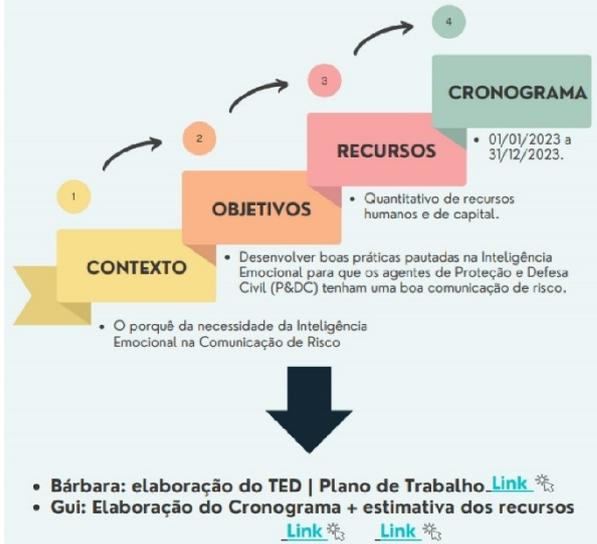 4
CRONOGRAMA
3
• 01/01/2023 a
31/12/2023.
RECURSOS
2
• Quantitativo de recursos
humanos e de capital.
OBJETIVOS
1
• Desenvolver boas práticas pautadas na Inteligência
Emocional para que os agentes de Proteção e Defesa
Civil (P&DC) tenham uma boa comunicação de risco.
CONTEXTO
• O porquê da necessidade da Inteligência
Emocional na Comunicação de Risco
• Bárbara: elaboração do TED | Plano de Trabalho Link
• Gui: Elaboração do Cronograma + estimativa dos recursos
Link Link